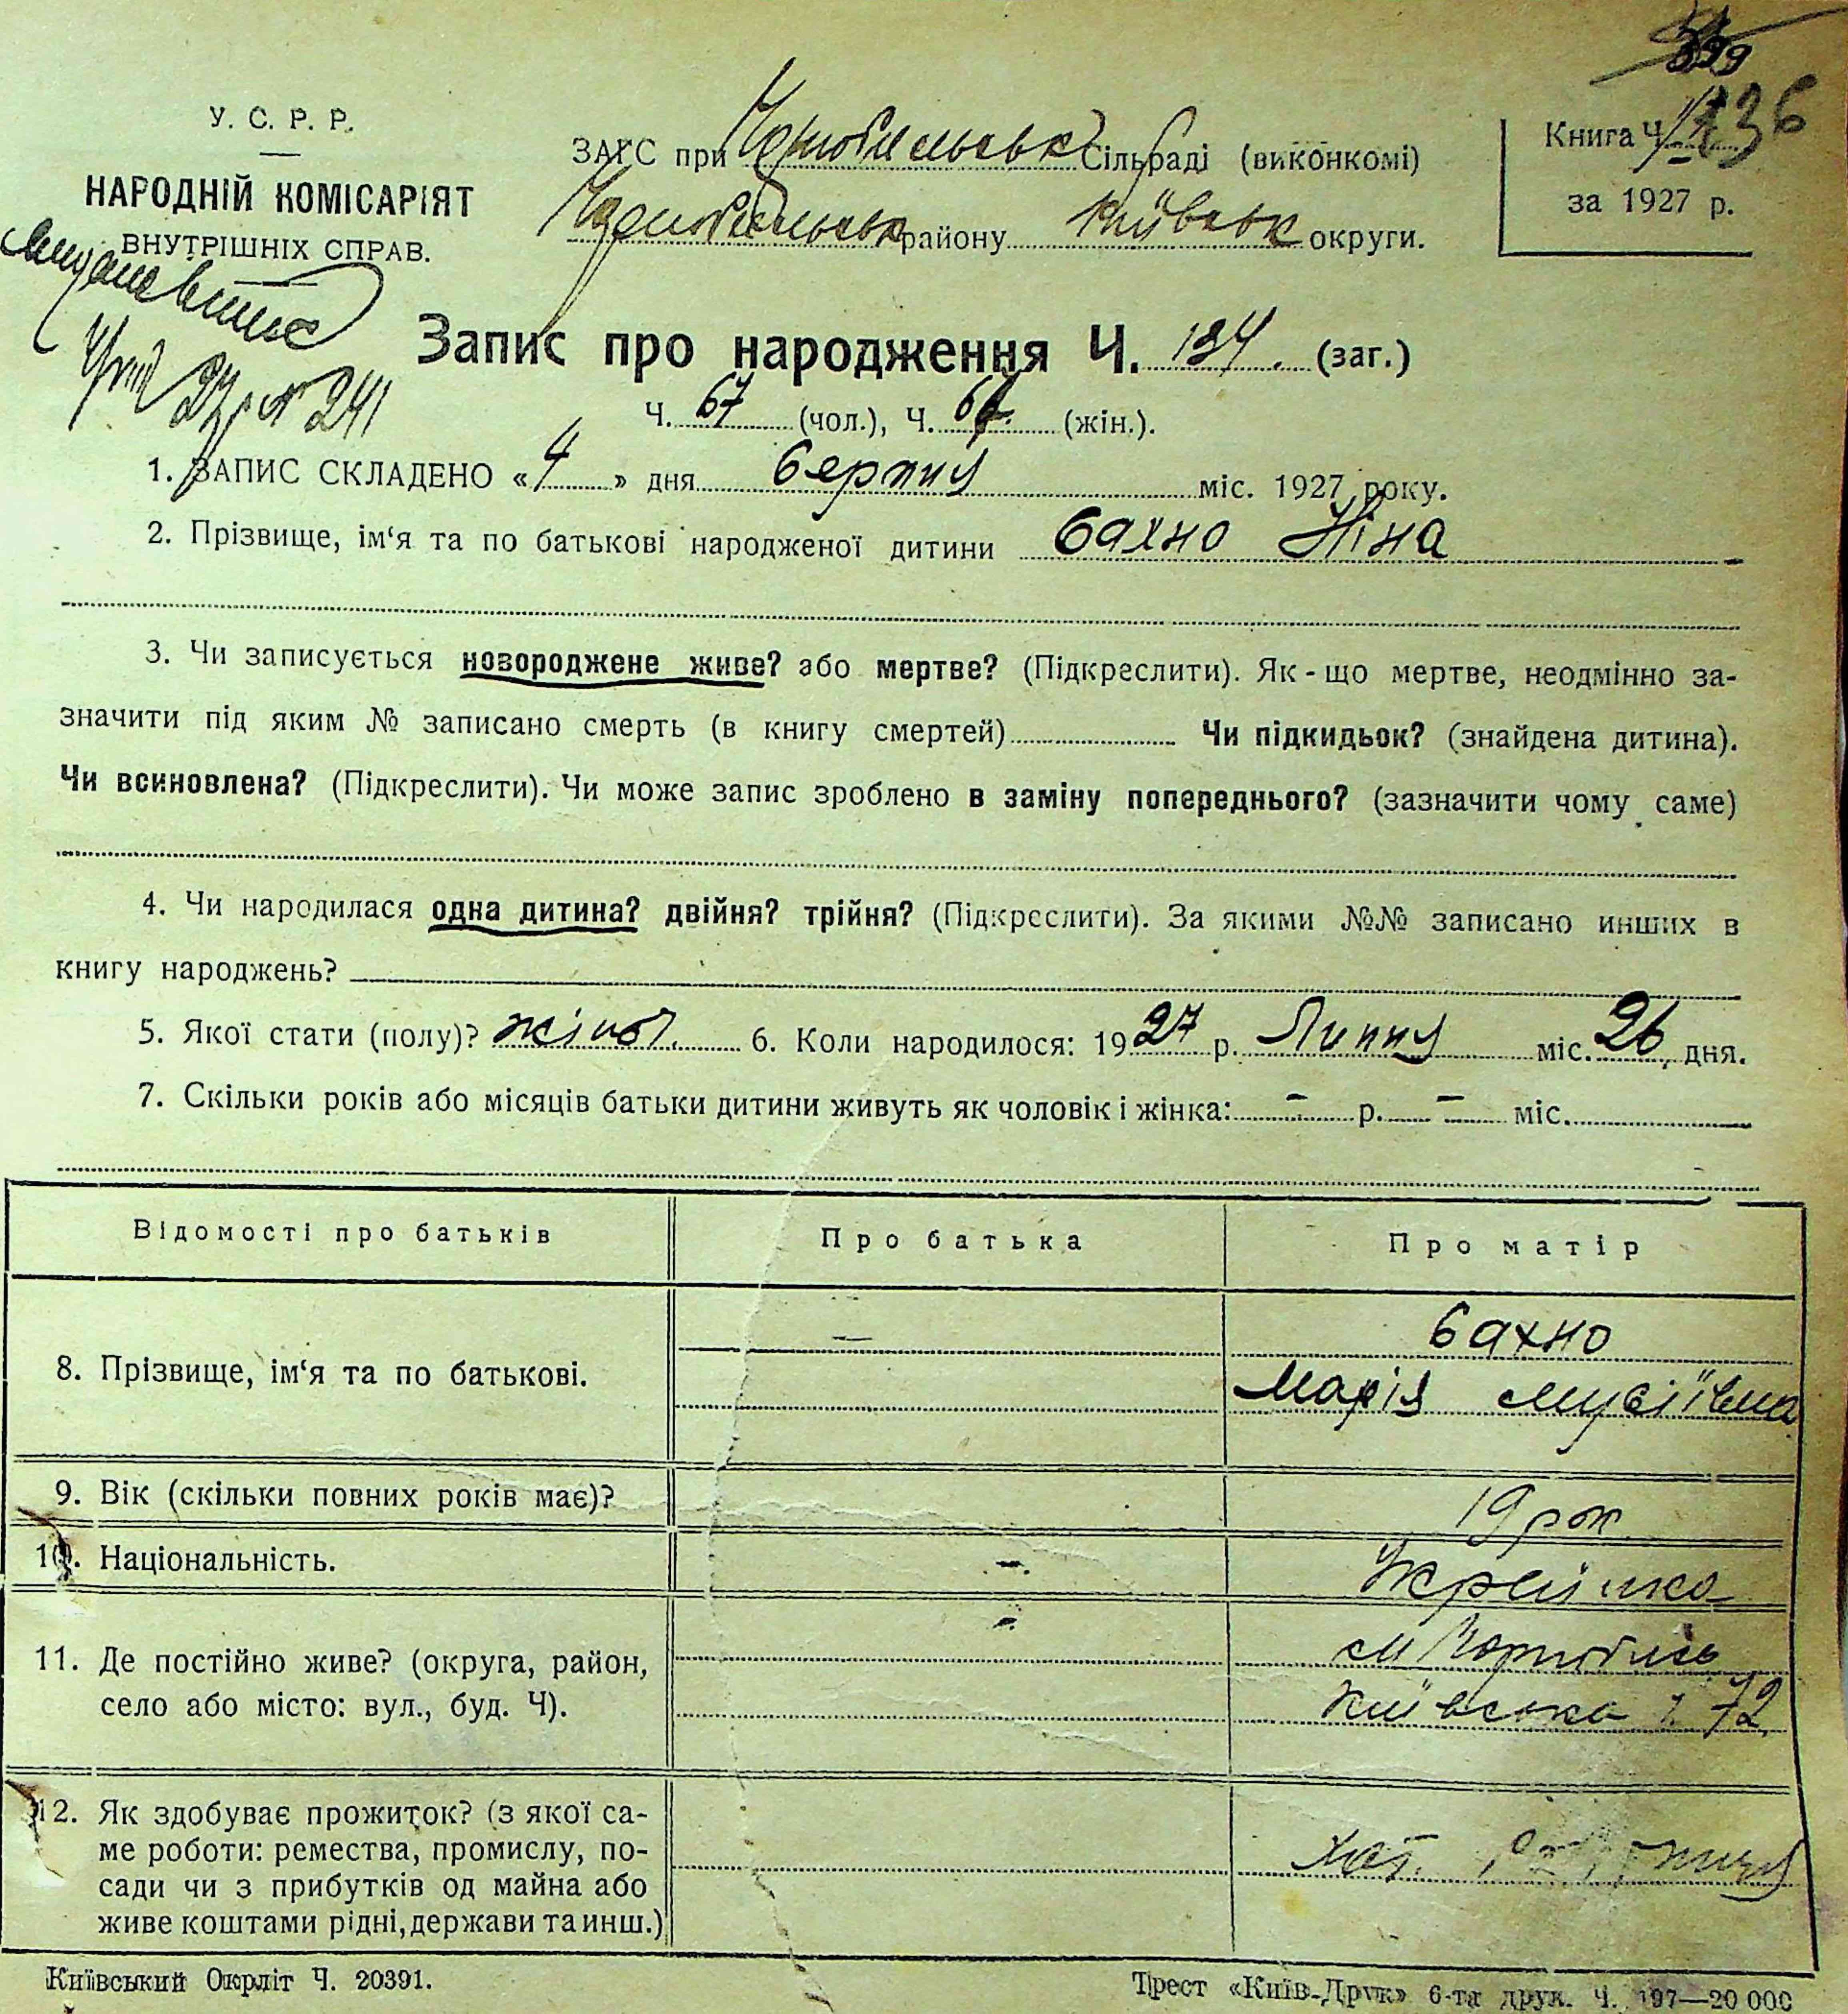 У. С. Р. Р.
НАРОДНІЙ КОМІСАРІЯТ
ВНУТРІШНІХ СПРАВ.
ЗАГС при Чорнобильськ Сільраді (виконкомі)
Чорнобильськ району Київськ округи.
Книга Ч. 136
за 1927 р.
№ 241
Запис про народження Ч. 134. (заг.)
Ч. 67 (чол.), Ч. 67. (жін.).
1. ЗАПИС СКЛАДЕНО «4» дня Серпня міс. 1927 року.
2. Прізвище, ім‘я та по батькові народженої дитини Бахно Ніна
3. Чи записується новороджене живе? або мертве? (Підкреслити). Як-що мертве, неодмінно за-
значити під яким № записано смерть (в книгу смертей) Чи підкидьок? (знайдена дитина).
Чи всиновлена? (Підкреслити). Чи може запис зроблено в заміну попереднього? (зазначити чому саме)
4. Чи народилася одна дитина? двійня? трійня? (Підкреслити). За якими №№ записано инших в
книгу народжень?
5. Якої стати (полу)? жіноч. 6. Коли народилося: 1927 р. Липня міс. 26, дня.
7. Скільки років або місяців батьки дитини живуть як чоловік і жінка: - р. - міс.
Відомості про батьків Про батька Про матір
8. Прізвище, ім‘я та по батькові. — Бахно
Марія Мусіївна
9. Вік (скільки повних років має)? 19 рок
10. Національність. -. Українка
11. Де постійно живе? (округа, район, -. м Чорнобиль
село або місто: вул., буд. Ч). Київська 72
12. Як здобуває прожиток? (з якої са-
ме роботи: ремества, промислу, по-
сади чи з прибутків од майна або
живе коштами рідні, держави та инш.)
Київський Окрліт Ч. 20391.
Трест «Київ-Друк» 6-та друк. Ч. 197—20 000